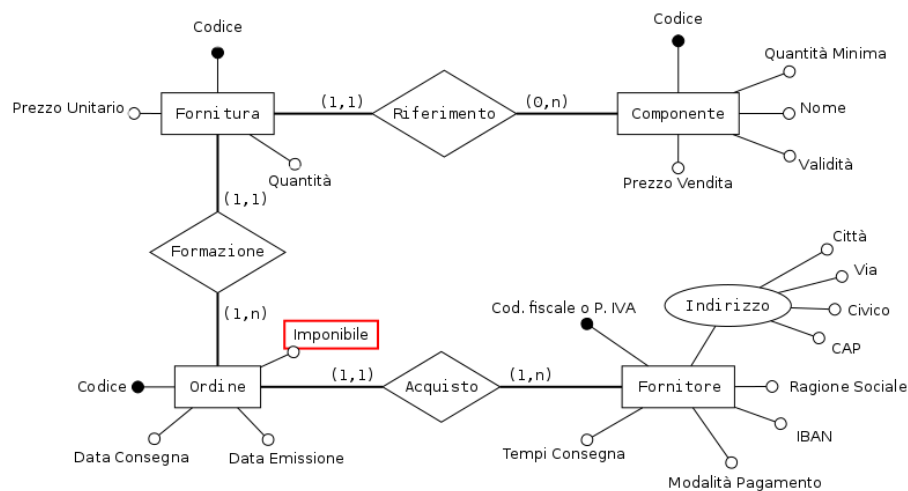 Codice
Codice
Quantità Minima
Prezzo Unitario
Fornitura
(1,1)
Riferimento
(0,n)
Componente
Nome
Validità
Quantità
Prezzo Vendita
(1,1)
Formazione
Città
Via
Indirizzo
Civico
CAP
(1,n)
Cod. fiscale o P. IVA
Imponibile
Codice
Ordine
(1,1)
Acquisto
(1,n)
Fornitore
Ragione Sociale
IBAN
Data Consegna
Data Emissione
Tempi Consegna
Modalità Pagamento